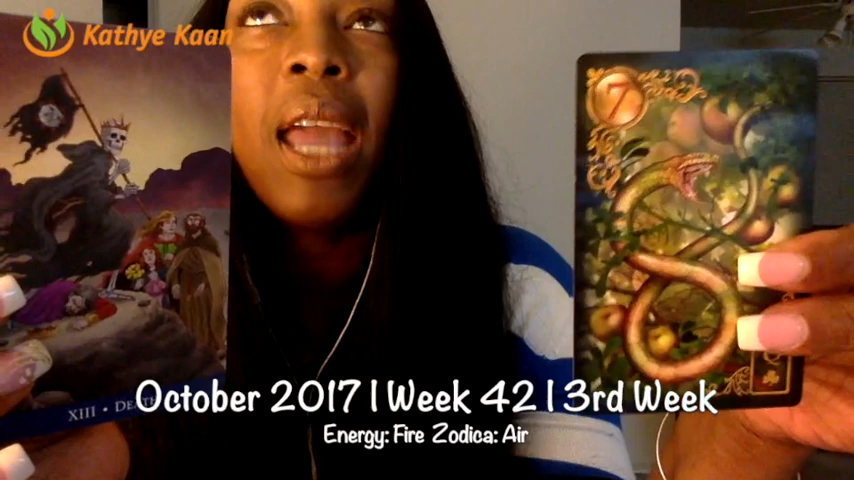 Kathye Kaan
7
XIII • DEATH
October 2017 | Week 42 | 3rd Week
Energy: Fire Zodica: Air